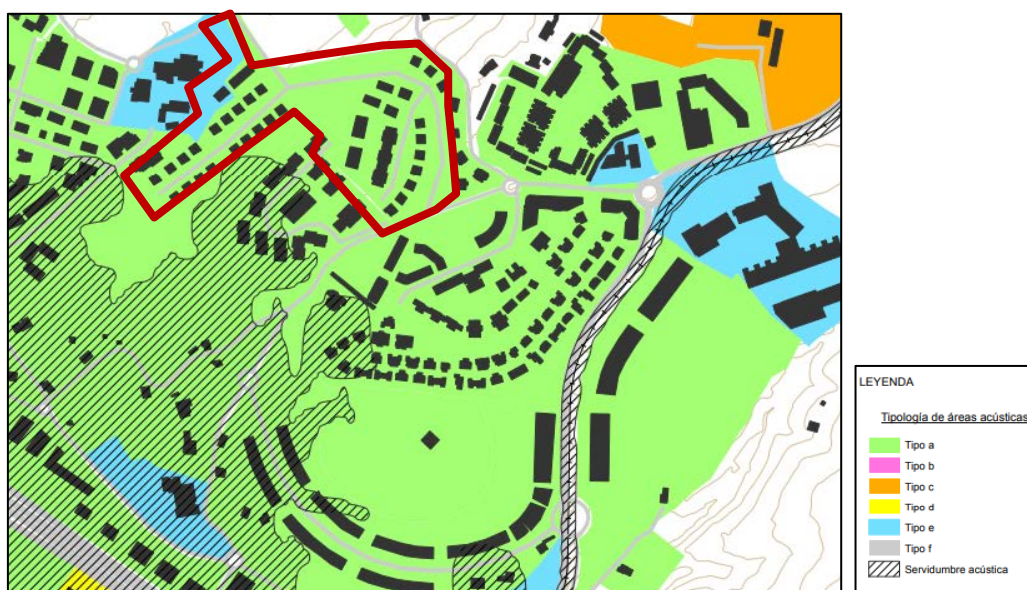 LEYENDA
Tipología de áreas acústicas
Tipo a
Tipo b
Tipo c
Tipo d
Tipo e
Tipo f
Servidumbre acústica